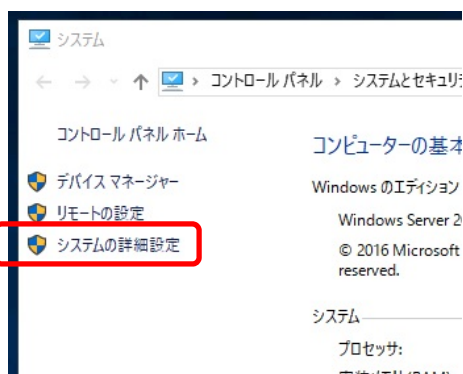 システム
コントロール パネル › システムとセキュリ
コントロール パネル ホーム
デバイス マネージャー
リモートの設定
システムの詳細設定
コンピューターの基本
Windows のエディション
Windows Server 20
© 2016 Microsoft
reserved.
システム
プロセッサ: